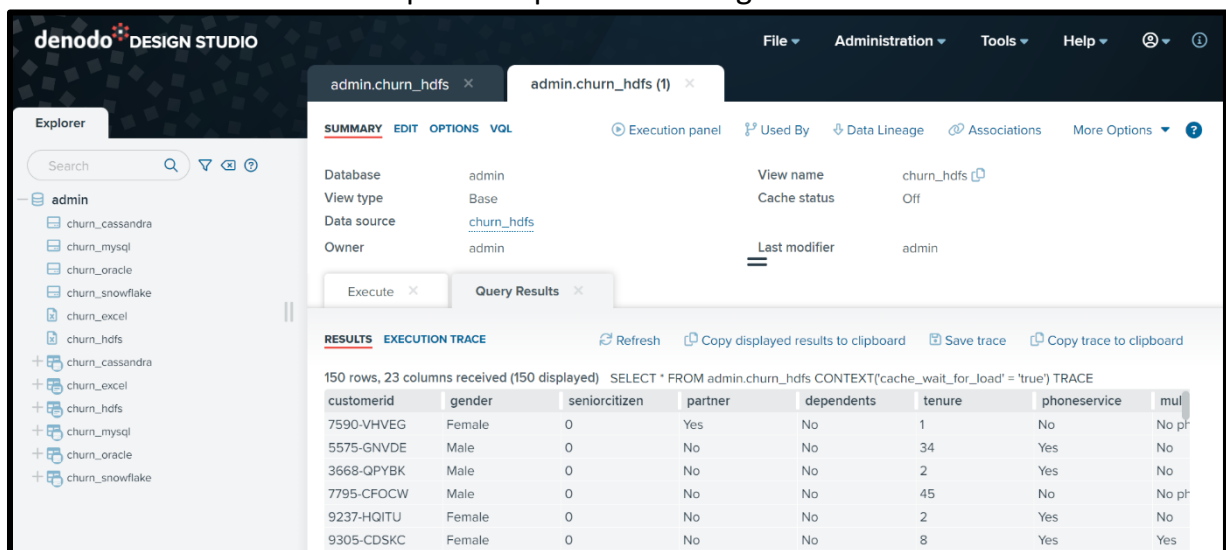 denodo DESIGN STUDIO
File Administration Tools Help
admin.churn_hdfs admin.churn_hdfs (1)
Explorer
Search
admin
churn_cassandra
churn_mysql
churn_oracle
churn_snowflake
churn_excel
churn_hdfs
churn_cassandra
churn_excel
churn_hdfs
churn_mysql
churn_oracle
churn_snowflake
SUMMARY EDIT OPTIONS VQL Execution panel Used By Data Lineage Associations More Options
Database admin View name churn_hdfs
View type Base Cache status Off
Data source churn_hdfs
Owner admin Last modifier admin
Execute Query Results
RESULTS EXECUTION TRACE Refresh Copy displayed results to clipboard Save trace Copy trace to clipboard
150 rows, 23 columns received (150 displayed) SELECT * FROM admin.churn_hdfs CONTEXT('cache_wait_for_load' = 'true') TRACE
customerid gender seniorcitizen partner dependents tenure phoneservice mul
7590-VHVEG Female 0 Yes No 1 No No ph
5575-GNVDE Male 0 No No 34 Yes No
3668-QPYBK Male 0 No No 2 Yes No
7795-CFOCW Male 0 No No 45 No No ph
9237-HQITU Female 0 No No 2 Yes No
9305-CDSKC Female 0 No No 8 Yes Yes